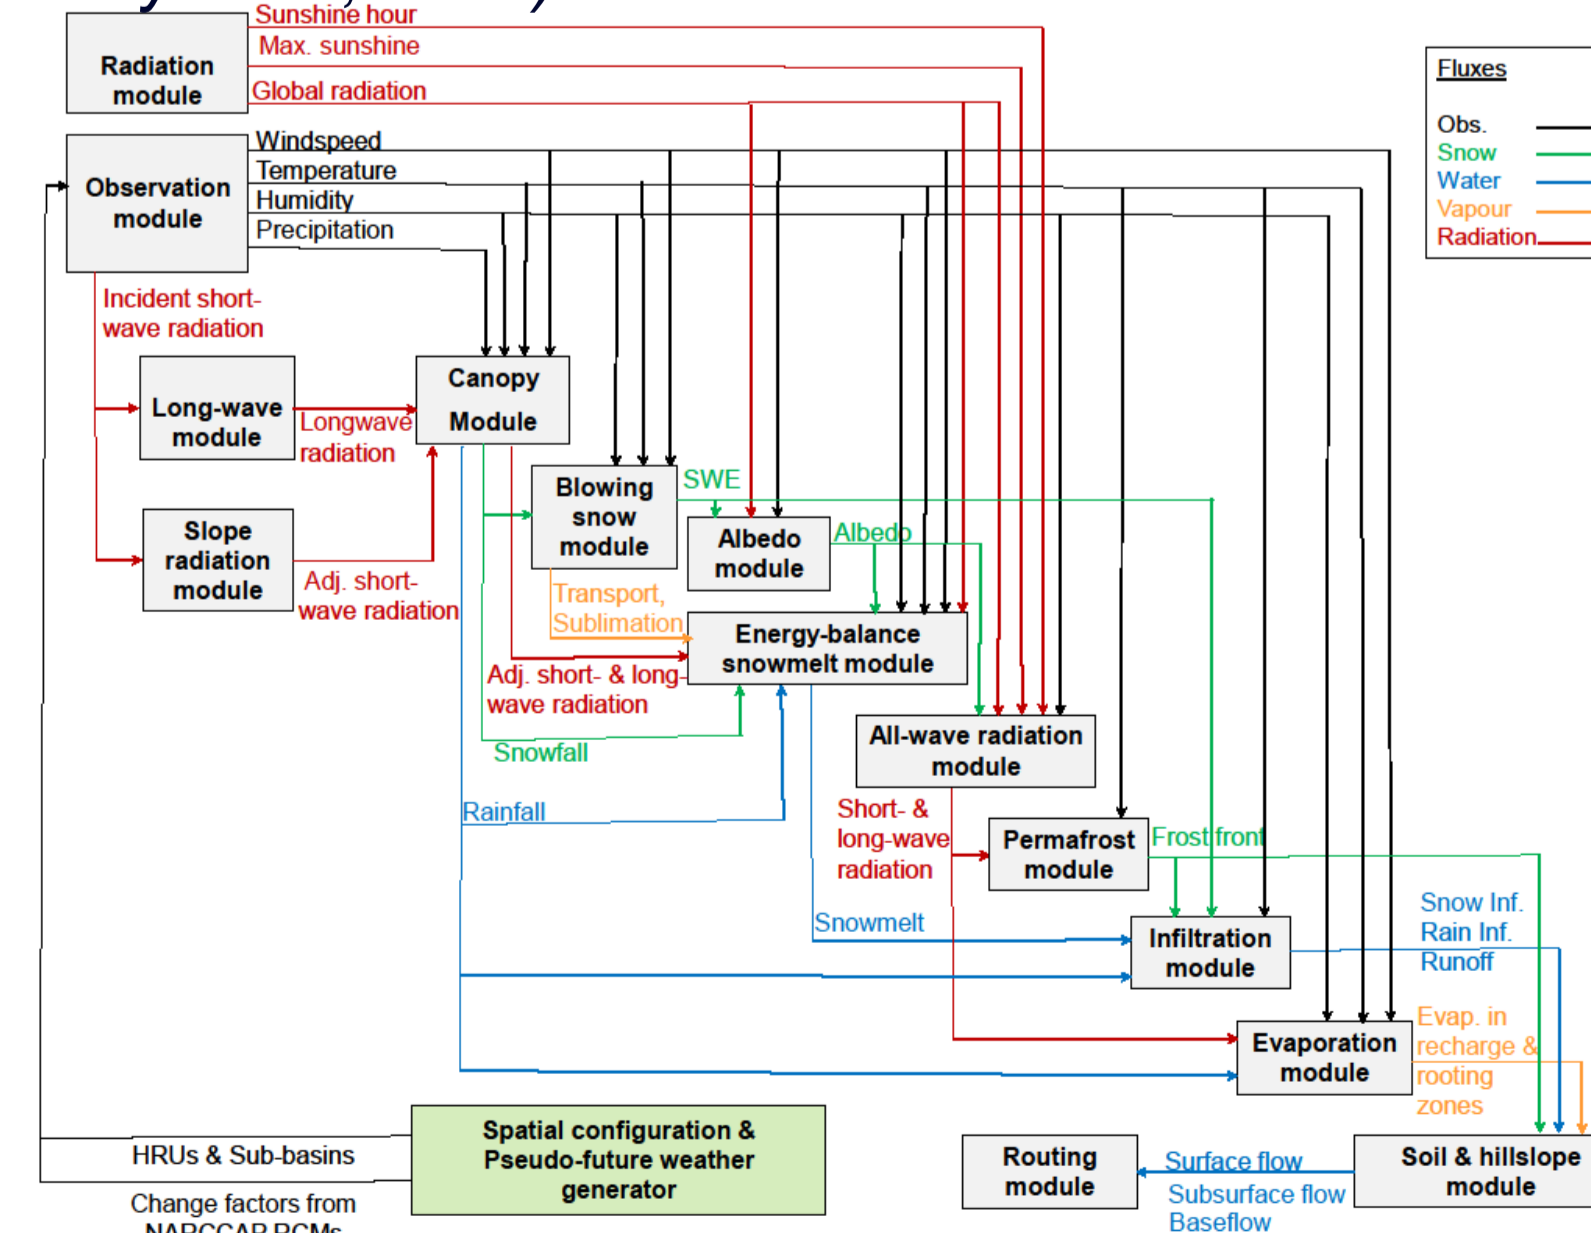 Sunshine hour
Max. sunshine
Global radiation
Radiation
module
Windspeed
Temperature
Humidity
Precipitation
Observation
module
Fluxes
Obs.
Snow
Water
Vapour
Radiation
Incident short-
wave radiation
Long-wave
module
Longwave
radiation
Canopy
Module
Slope
radiation
module
Adj. short-
wave radiation
Blowing
snow
module
SWE
Albedo
module
Albedo
Transport,
Sublimation
Energy-balance
snowmelt module
Adj. short- & long-
wave radiation
Snowfall
Rainfall
All-wave radiation
module
Short- &
long-wave
radiation
Permafrost
module
Frost front
Snowmelt
Infiltration
module
Snow Inf.
Rain Inf.
Runoff
Evaporation
module
Evap. in
recharge &
rooting
zones
Spatial configuration &
Pseudo-future weather
generator
HRUs & Sub-basins
Change factors from
NARCCAP RCMs
Routing
module
Surface flow
Subsurface flow
Baseflow
Soil & hillslope
module